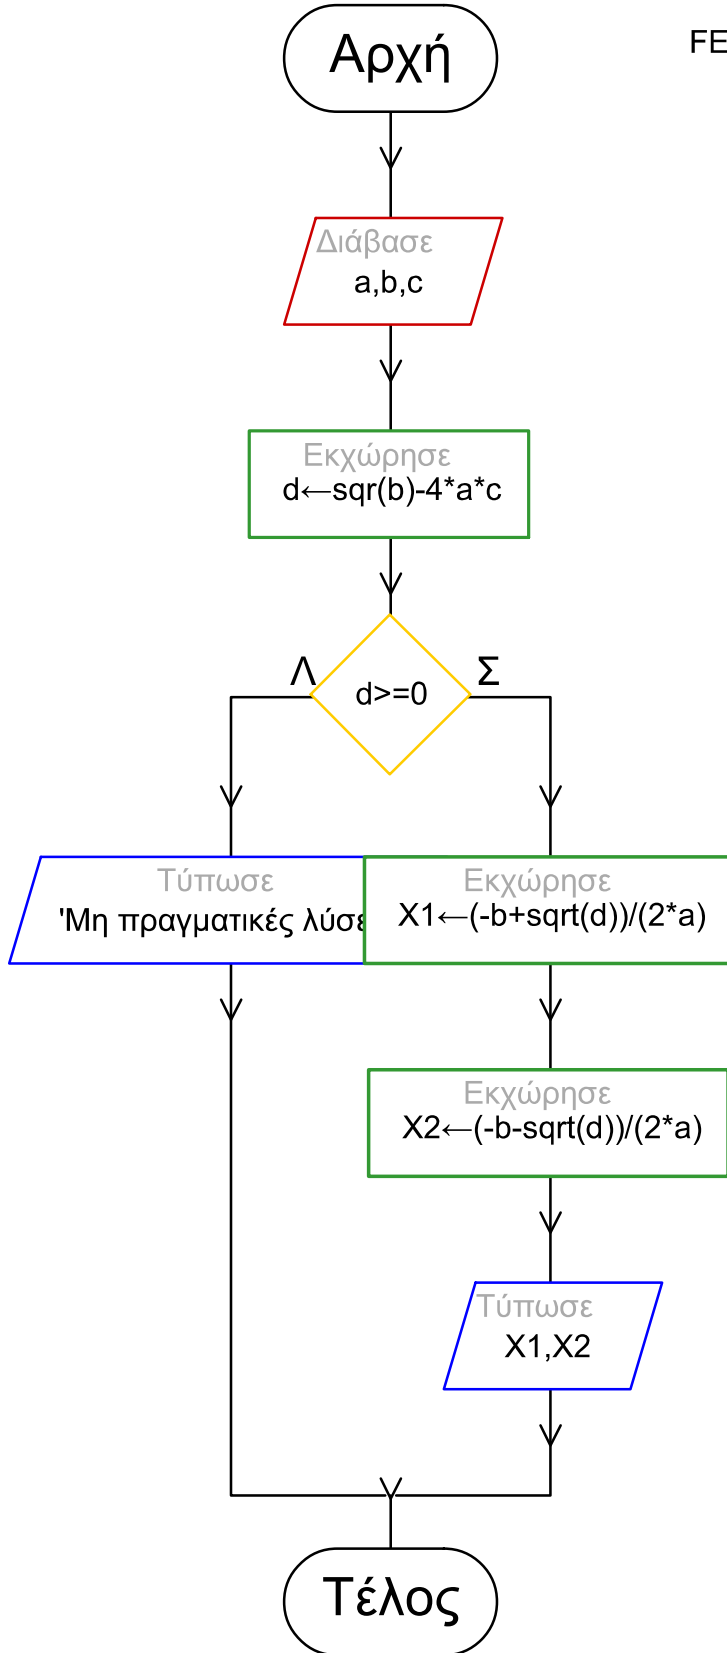 Αρχή
FE
Διάβασε
a,b,c
Εκχώρησε
d←sqr(b)-4*a*c
Λ
d>=0
Σ
Τύπωσε
'Μη πραγματικές λύσε
Εκχώρησε
X1←(-b+sqrt(d))/(2*a)
Εκχώρησε
X2←(-b-sqrt(d))/(2*a)
Τύπωσε
X1,X2
Τέλος